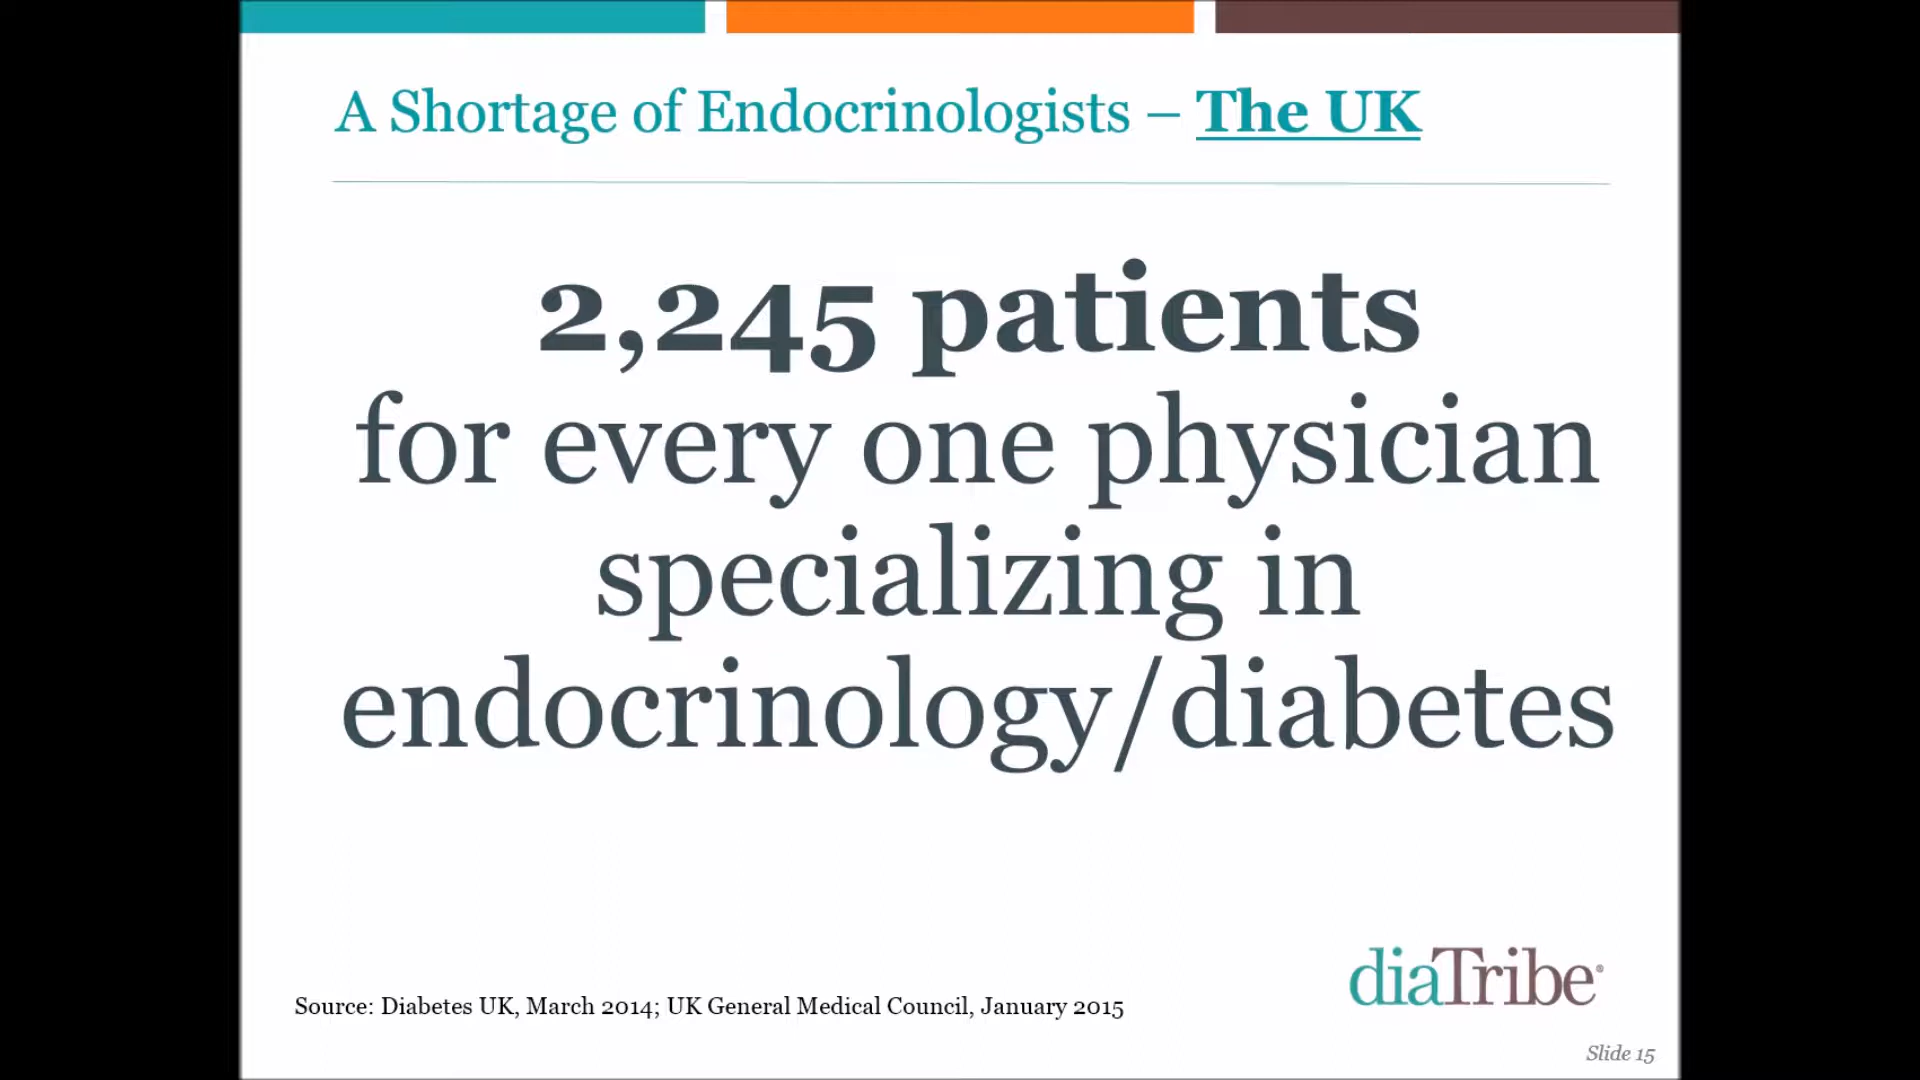 A Shortage of Endocrinologists – The UK
2,245 patients
for every one physician
specializing in
endocrinology/diabetes
diaTribe®
Source: Diabetes UK, March 2014; UK General Medical Council, January 2015
Slide 15